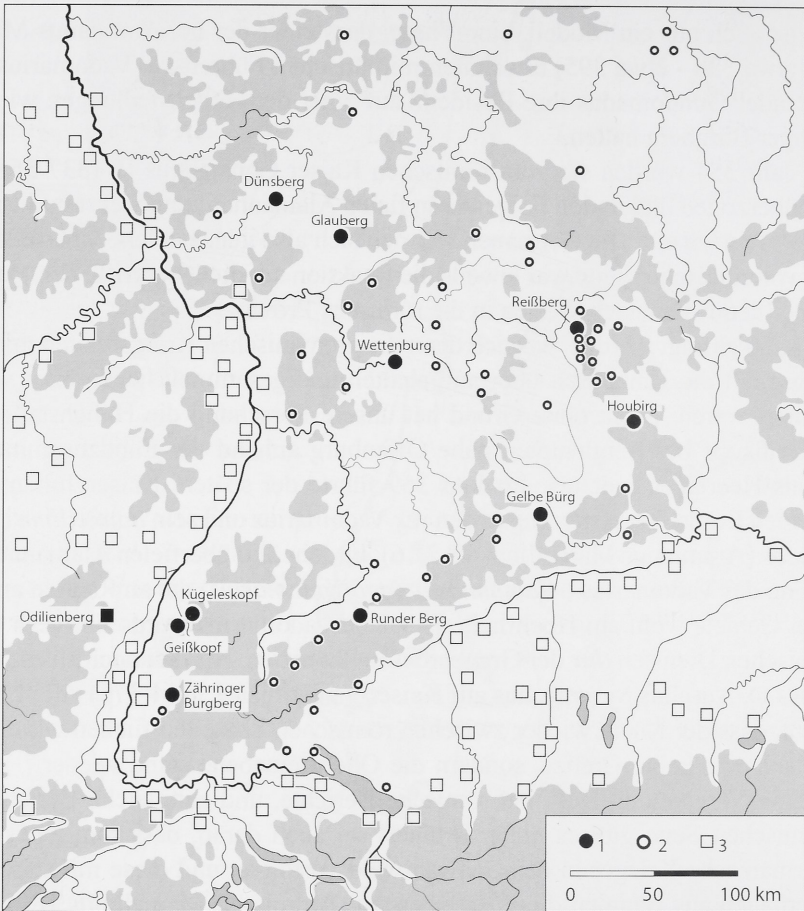 Dünsberg
Glauberg
Reißberg
Wettenburg
Houbirg
Gelbe Bürg
Kügeleskopf
Odilienberg
Runder Berg
Geißkopf
Zähringer
Burgberg
1 2 3
0 50 100 km